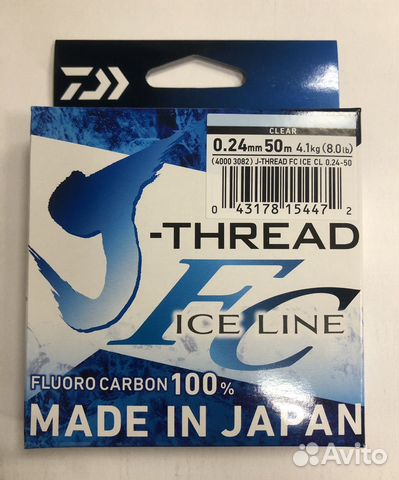 CLEAR
0.24mm 50m 4.1kg (8.0lb)
(4000 3082) J-THREAD FC ICE CL 0.24-50
0 43178 15447 2
J-THREAD
FC
ICE LINE
FLUORO CARBON 100%
MADE IN JAPAN
Avito